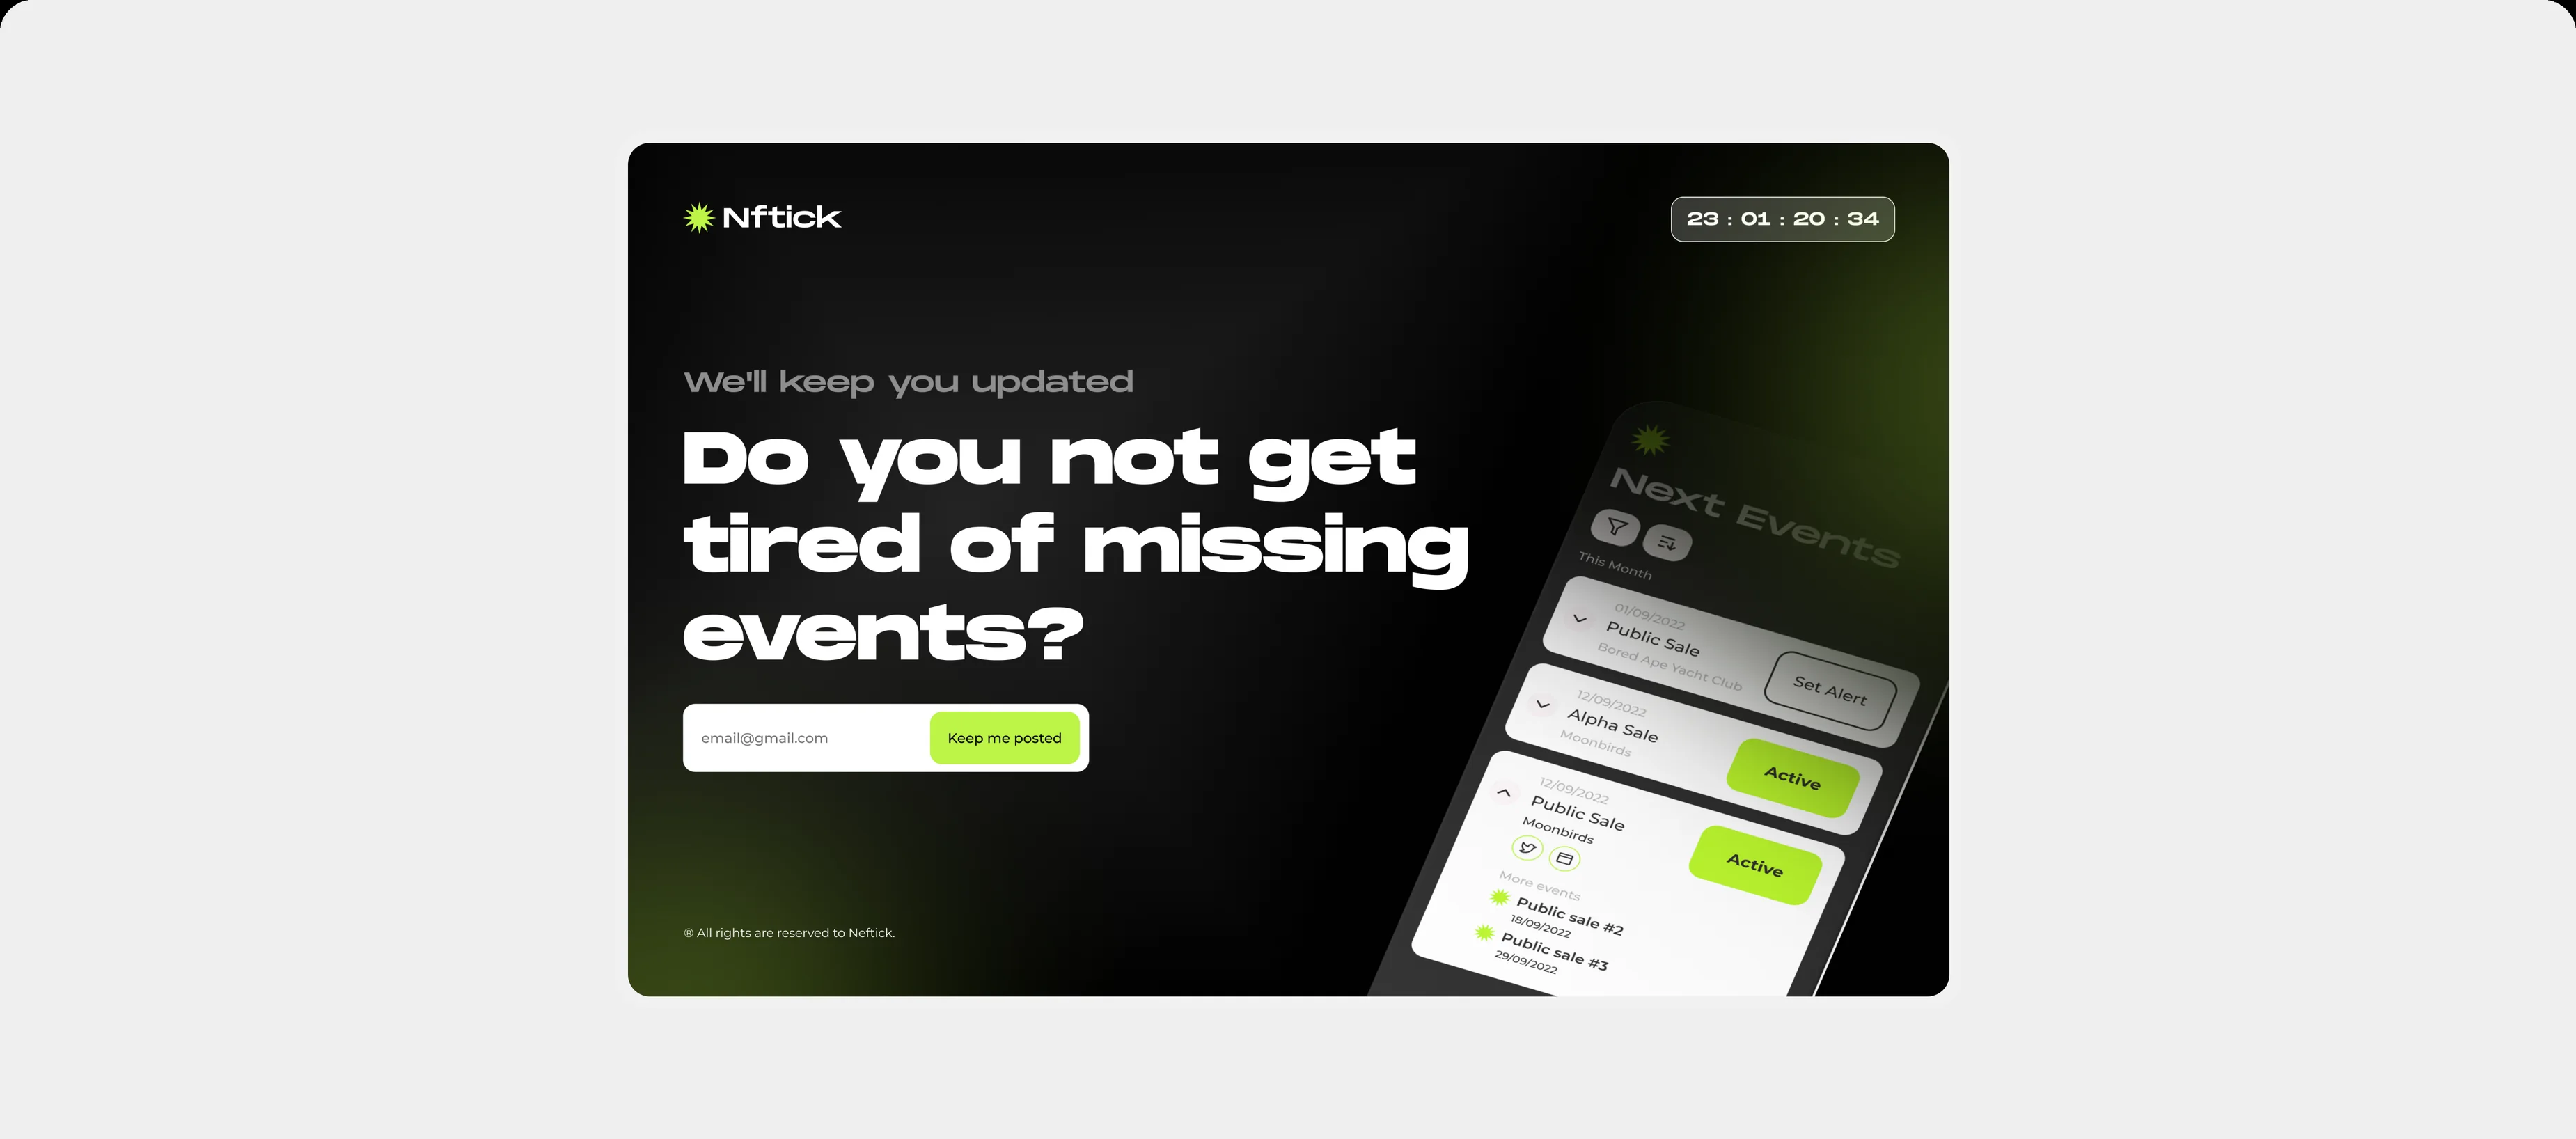 Nftick
23 : 01 : 20 : 34
We'll keep you updated
Do you not get
tired of missing
events?
email@gmail.com
Keep me posted
® All rights are reserved to Neftick.
Next Events
This Month
01/09/2022
Public Sale
Bored Ape Yacht Club
Set Alert
12/09/2022
Alpha Sale
Moonbirds
Active
12/09/2022
Public Sale
Moonbirds
Active
More events
Public sale #2
18/09/2022
Public sale #3
29/09/2022